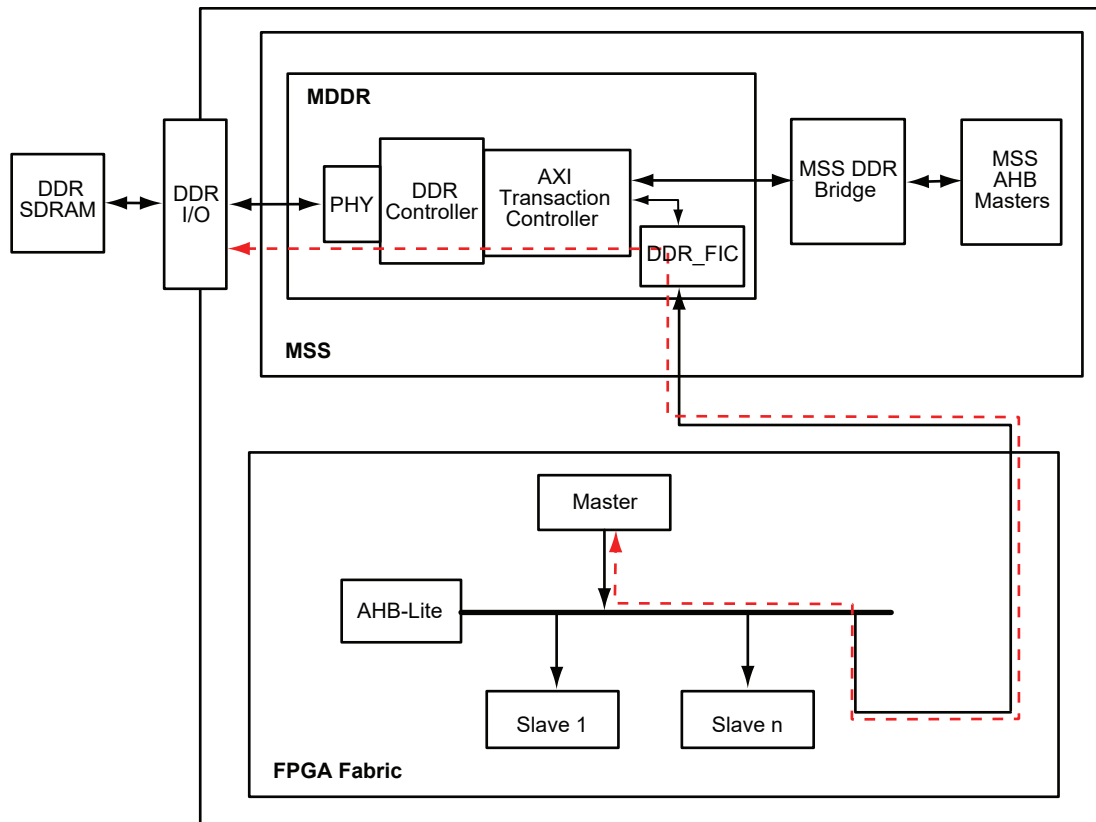 MDDR
DDR
SDRAM
DDR
I/O
PHY
DDR
Controller
AXI
Transaction
Controller
DDR_FIC
MSS DDR
Bridge
MSS
AHB
Masters
MSS
Master
AHB-Lite
Slave 1
Slave n
FPGA Fabric